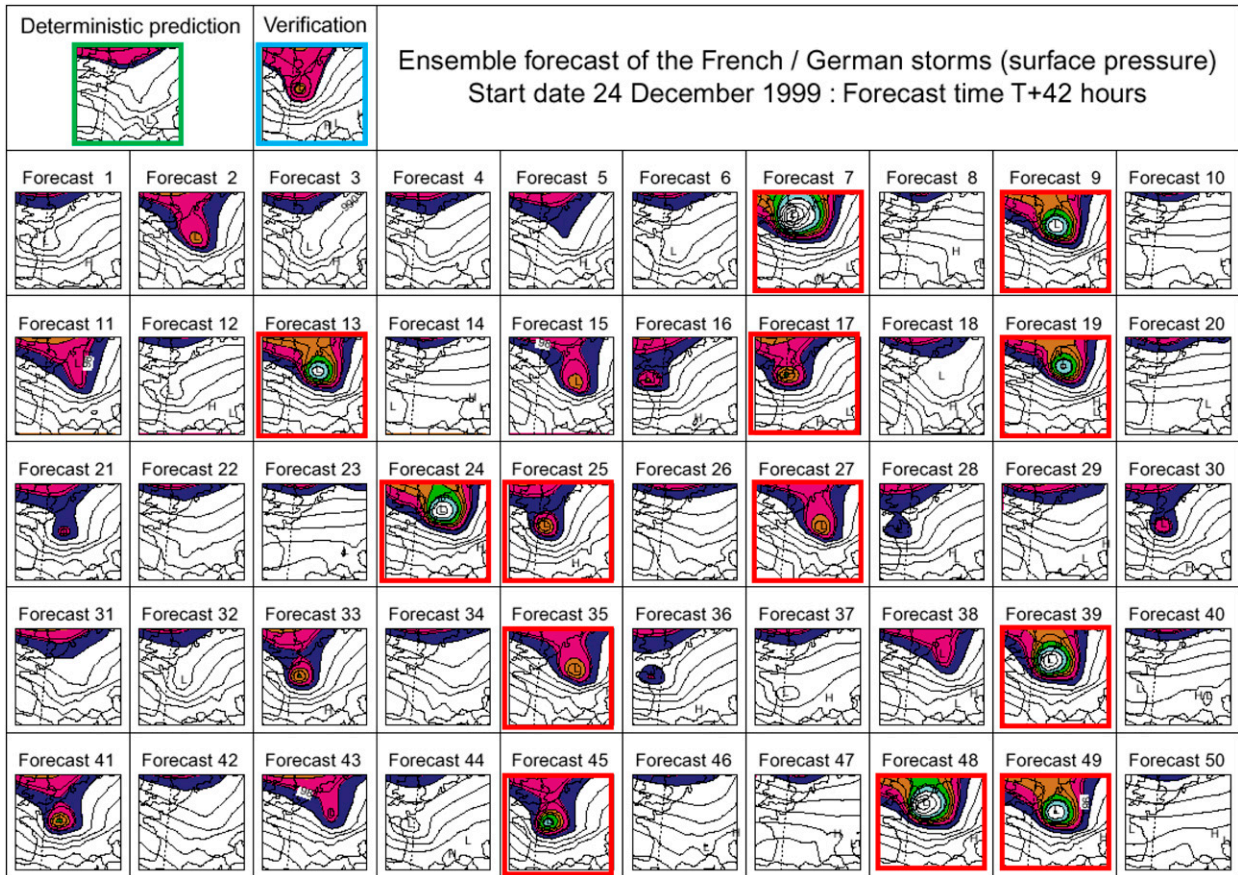 Deterministic prediction
Verification
Ensemble forecast of the French / German storms (surface pressure)
Start date 24 December 1999 : Forecast time T+42 hours
Forecast 1
Forecast 2
Forecast 3
Forecast 4
Forecast 5
Forecast 6
Forecast 7
Forecast 8
Forecast 9
Forecast 10
Forecast 11
Forecast 12
Forecast 13
Forecast 14
Forecast 15
Forecast 16
Forecast 17
Forecast 18
Forecast 19
Forecast 20
Forecast 21
Forecast 22
Forecast 23
Forecast 24
Forecast 25
Forecast 26
Forecast 27
Forecast 28
Forecast 29
Forecast 30
Forecast 31
Forecast 32
Forecast 33
Forecast 34
Forecast 35
Forecast 36
Forecast 37
Forecast 38
Forecast 39
Forecast 40
Forecast 41
Forecast 42
Forecast 43
Forecast 44
Forecast 45
Forecast 46
Forecast 47
Forecast 48
Forecast 49
Forecast 50